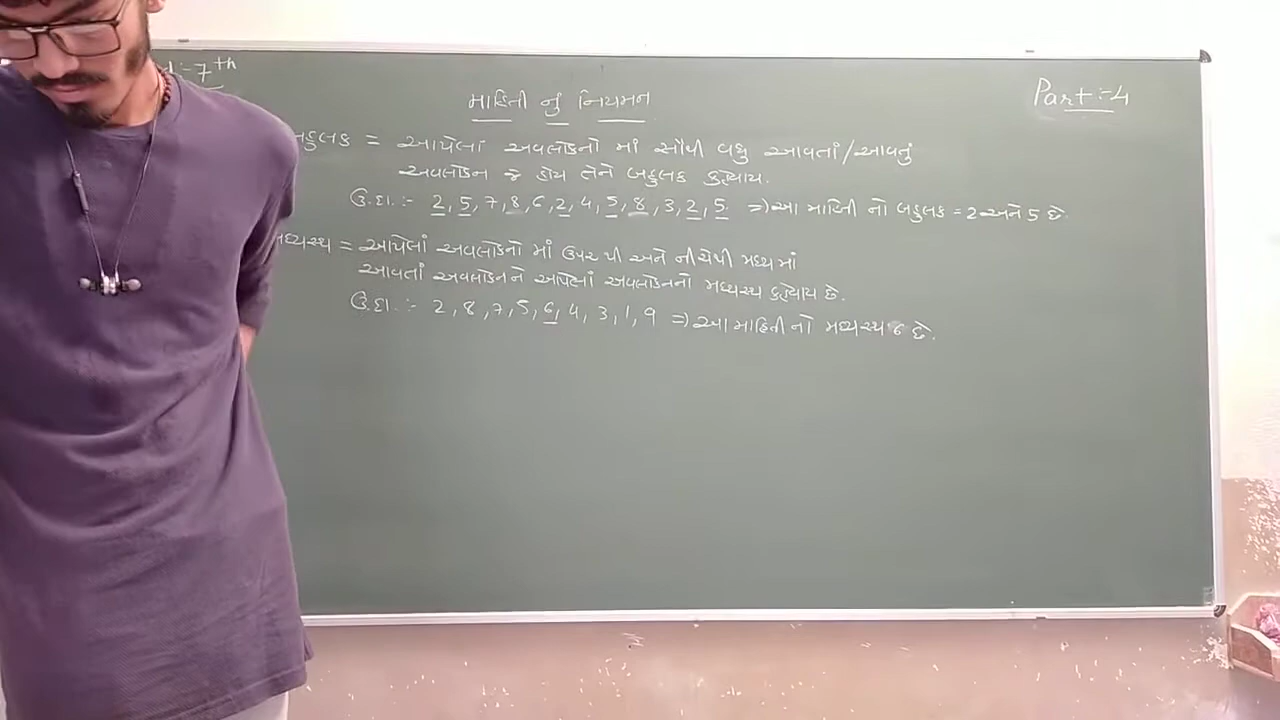 :- 7th
માહિતી નું નિયમન
Part :- 4
બહુલક = આપેલાં અવલોકનો માં સૌથી વધુ આવતાં/આવતું
અવલોકન જે હોય તેને બહુલક કહેવાય.
ઉ.દા. :- 2, 5, 7, 8, 6, 2, 4, 5, 8, 3, 2, 5 => આ માહિતી નો બહુલક = 2 અને 5 છે.
મધ્યસ્થ = આપેલાં અવલોકનો માં ઉપર થી અને નીચેથી મધ્ય માં
આવતાં અવલોકનને આપેલાં અવલોકનનો મધ્યસ્થ કહેવાય છે.
ઉ.દા. :- 2, 8, 7, 5, 6, 4, 3, 1, 9 => આ માહિતી નો મધ્યસ્થ 6 છે.